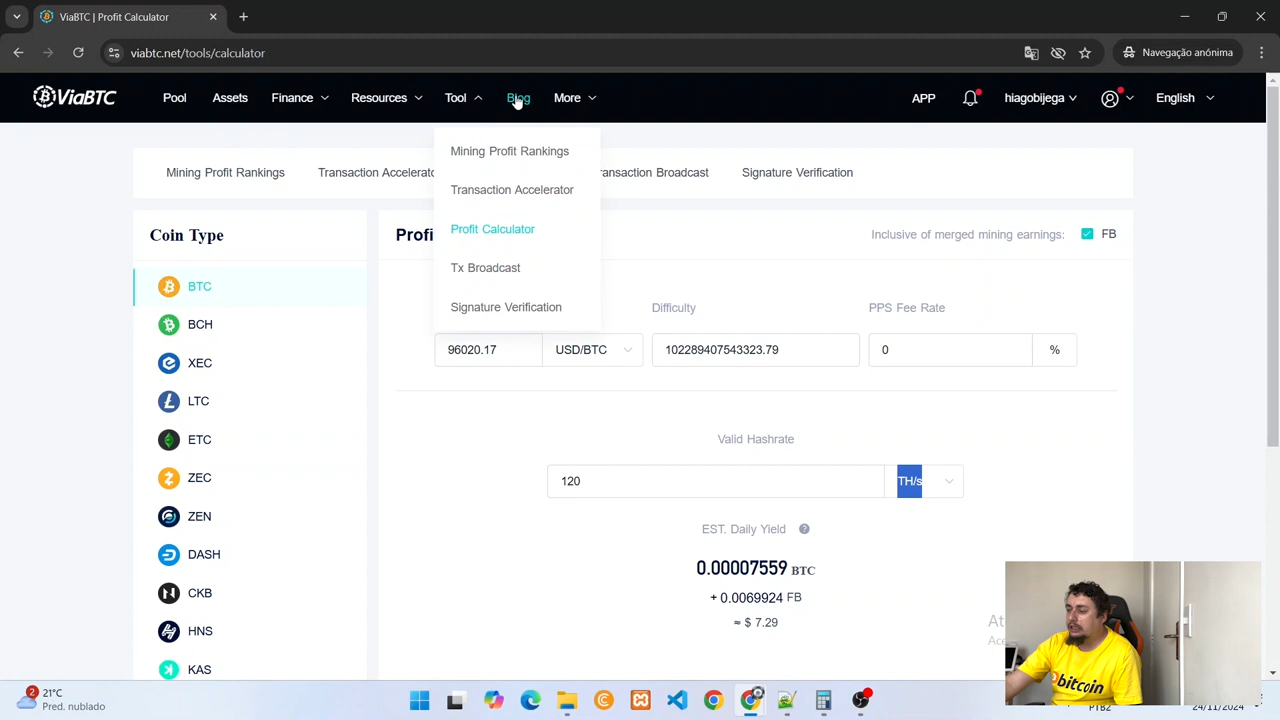 ViaBTC | Profit Calculator
viabtc.net/tools/calculator
Navegação anónima
ViaBTC
Pool
Assets
Finance
Resources
Tool
Blog
More
APP
hiagobijega
English
Mining Profit Rankings
Transaction Accelerator
Profit Calculator
Tx Broadcast
Signature Verification
Mining Profit Rankings
Transaction Accelerato
ransaction Broadcast
Signature Verification
Coin Type
BTC
BCH
XEC
LTC
ETC
ZEC
ZEN
DASH
CKB
HNS
KAS
Profi
Inclusive of merged mining earnings:
FB
Difficulty
PPS Fee Rate
96020.17
USD/BTC
102289407543323.79
0
%
Valid Hashrate
120
TH/s
EST. Daily Yield
0.00007559 BTC
+ 0.0069924 FB
≈ $ 7.29
bitcoin
2
21°C
Pred. nublado
PTB2
24/11/2024